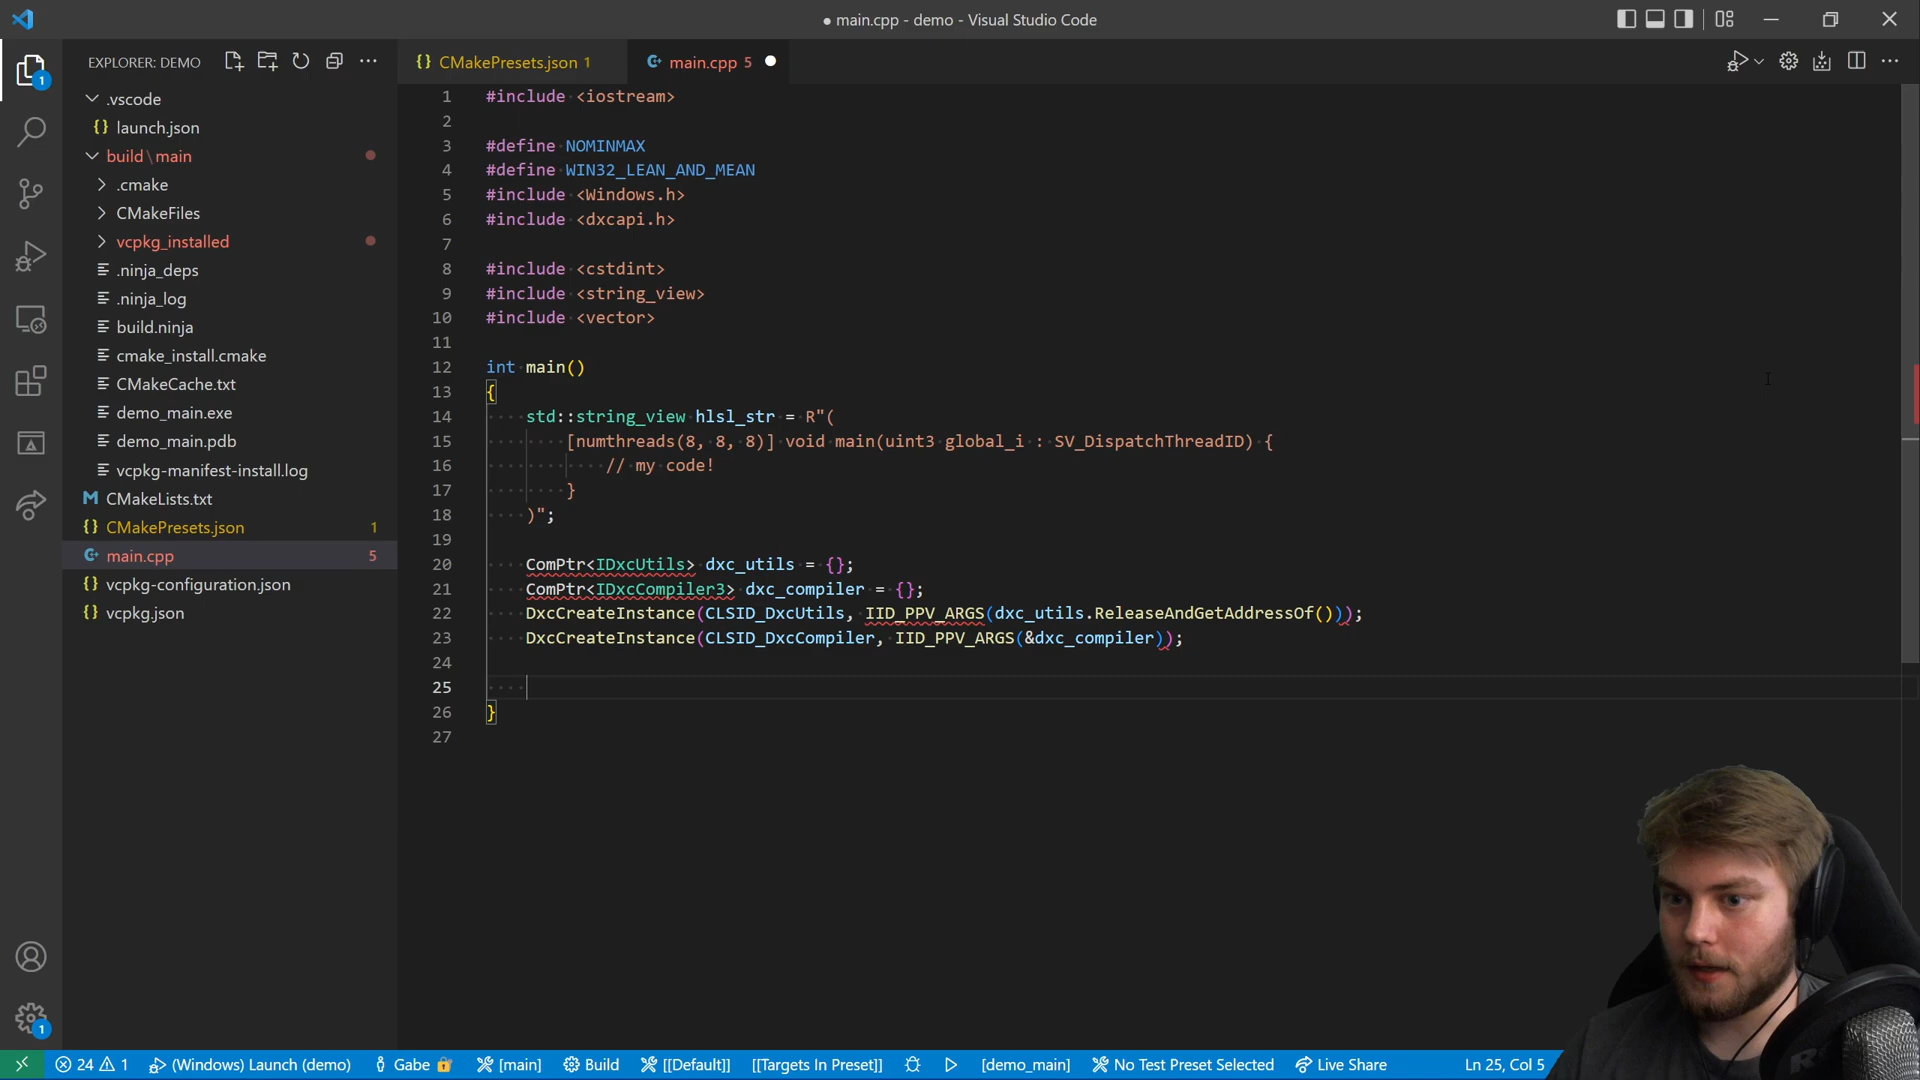 ● main.cpp - demo - Visual Studio Code
EXPLORER: DEMO
.vscode
launch.json
build\main
.cmake
CMakeFiles
vcpkg_installed
.ninja_deps
.ninja_log
build.ninja
cmake_install.cmake
CMakeCache.txt
demo_main.exe
demo_main.pdb
vcpkg-manifest-install.log
CMakeLists.txt
CMakePresets.json 1
main.cpp 5
vcpkg-configuration.json
vcpkg.json
1
1
CMakePresets.json 1
main.cpp 5
1 #include <iostream>
2
3 #define NOMINMAX
4 #define WIN32_LEAN_AND_MEAN
5 #include <Windows.h>
6 #include <dxcapi.h>
7
8 #include <cstdint>
9 #include <string_view>
10 #include <vector>
11
12 int main()
13 {
14     std::string_view hlsl_str = R"(
15         [numthreads(8, 8, 8)] void main(uint3 global_i : SV_DispatchThreadID) {
16             // my code!
17         }
18     )";
19
20     ComPtr<IDxcUtils> dxc_utils = {};
21     ComPtr<IDxcCompiler3> dxc_compiler = {};
22     DxcCreateInstance(CLSID_DxcUtils, IID_PPV_ARGS(dxc_utils.ReleaseAndGetAddressOf()));
23     DxcCreateInstance(CLSID_DxcCompiler, IID_PPV_ARGS(&dxc_compiler));
24
25
26 }
27
24 1 (Windows) Launch (demo) Gabe [main] Build [[Default]] [[Targets In Preset]] [demo_main] No Test Preset Selected Live Share Ln 25, Col 5